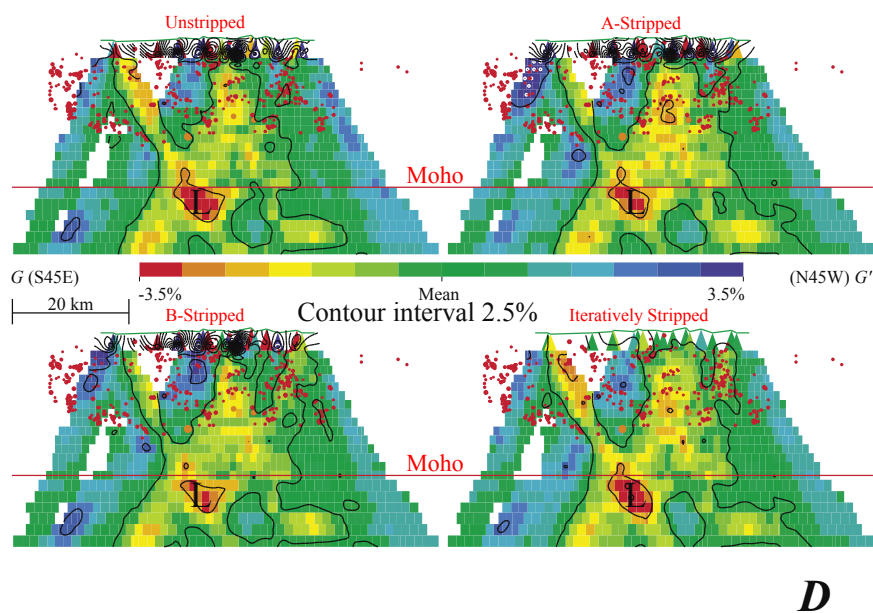 Unstripped
A-Stripped
Moho
L
L
G (S45E)
-3.5%
Mean
3.5%
(N45W) G'
20 km
Contour interval 2.5%
B-Stripped
Iteratively Stripped
Moho
L
L
D